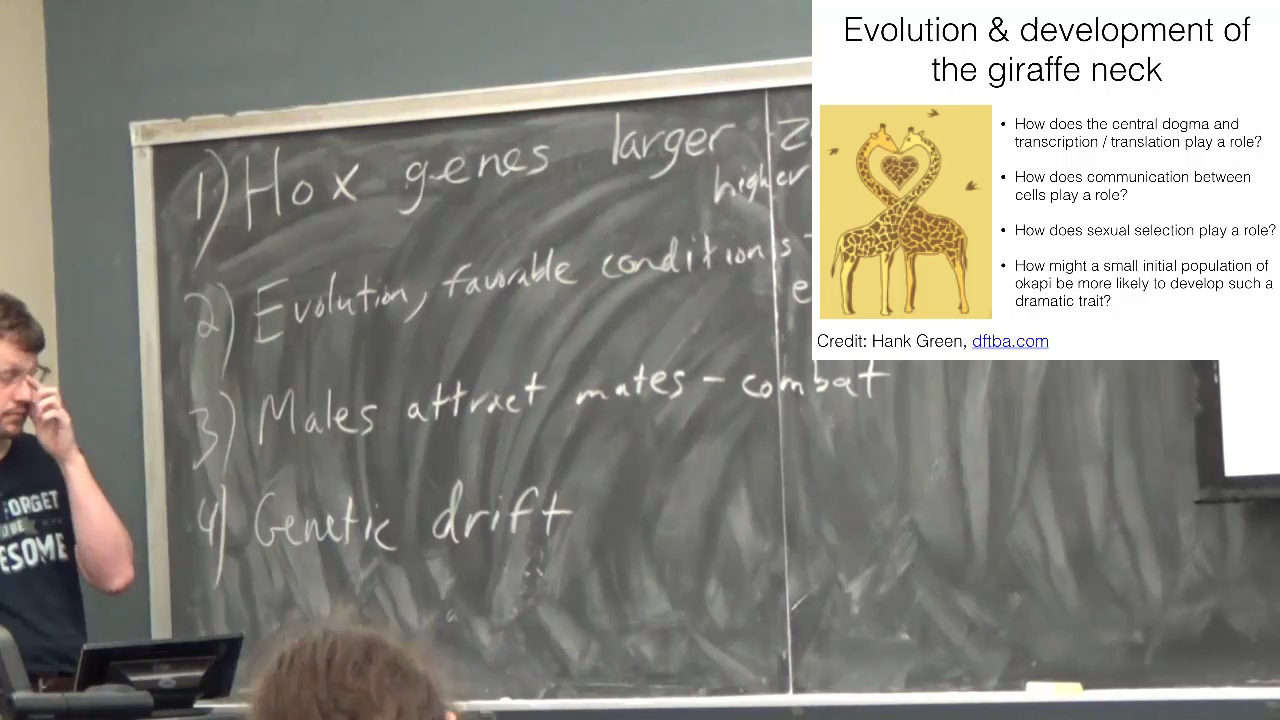 1) Hox genes larger
higher
2) Evolution, favorable conditions
3) Males attract mates - combat
4) Genetic drift
FORGET
ESOME
Evolution & development of
the giraffe neck
• How does the central dogma and
transcription / translation play a role?
• How does communication between
cells play a role?
• How does sexual selection play a role?
• How might a small initial population of
okapi be more likely to develop such a
dramatic trait?
Credit: Hank Green, dftba.com